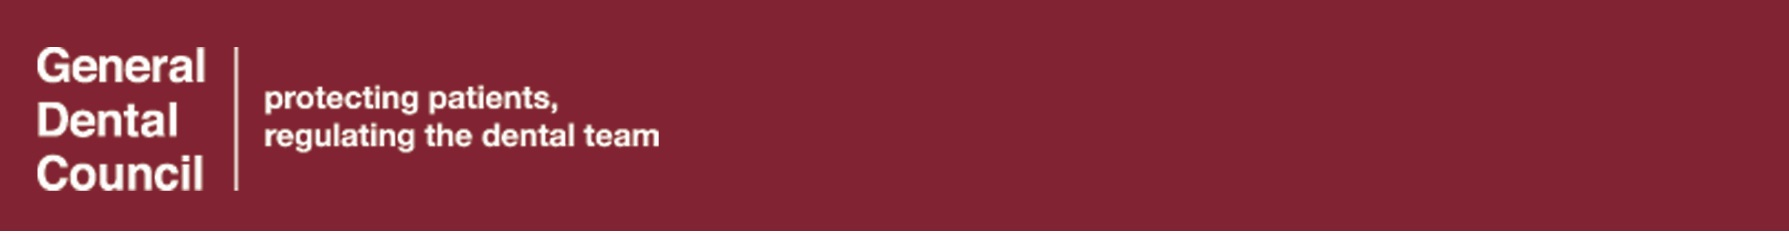 General
Dental
Council
protecting patients,
regulating the dental team